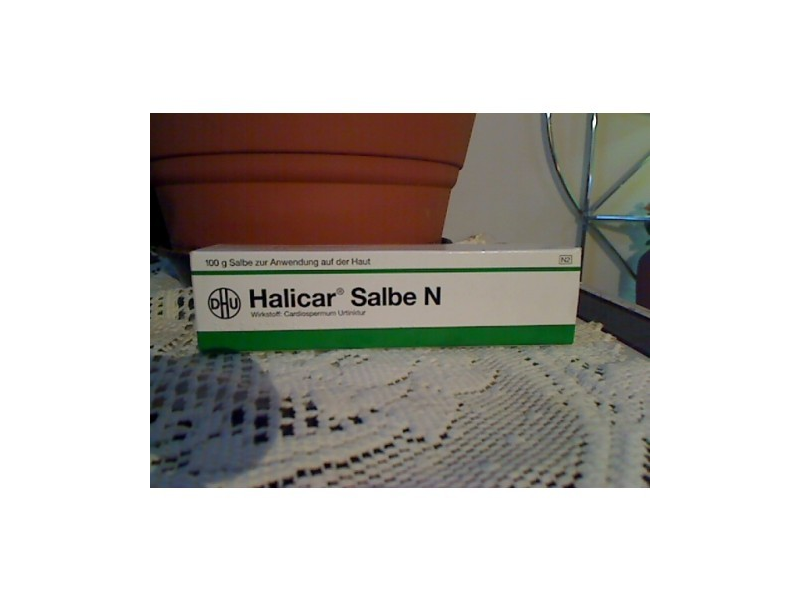 100 g Salbe zur Anwendung auf der Haut
N2
DHU
Halicar® Salbe N
Wirkstoff: Cardiospermum Urtinktur